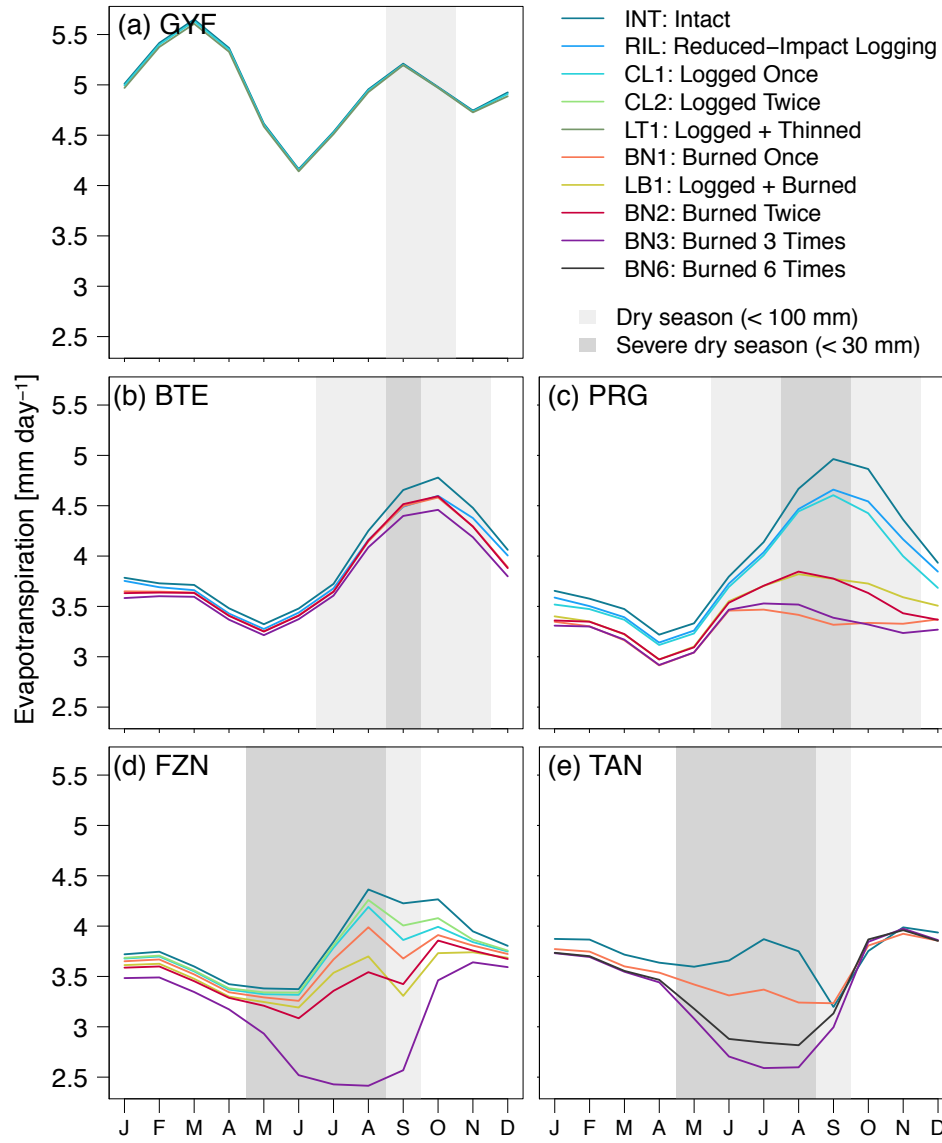 (a) GYF
5.5
5
4.5
4
3.5
3
2.5
INT: Intact
RIL: Reduced−Impact Logging
CL1: Logged Once
CL2: Logged Twice
LT1: Logged + Thinned
BN1: Burned Once
LB1: Logged + Burned
BN2: Burned Twice
BN3: Burned 3 Times
BN6: Burned 6 Times
Dry season (< 100 mm)
Severe dry season (< 30 mm)
Evapotranspiration [mm day⁻¹]
(b) BTE
5.5
5
4.5
4
3.5
3
2.5
(c) PRG
(d) FZN
5.5
5
4.5
4
3.5
3
2.5
J F M A M J J A S O N D
(e) TAN
J F M A M J J A S O N D